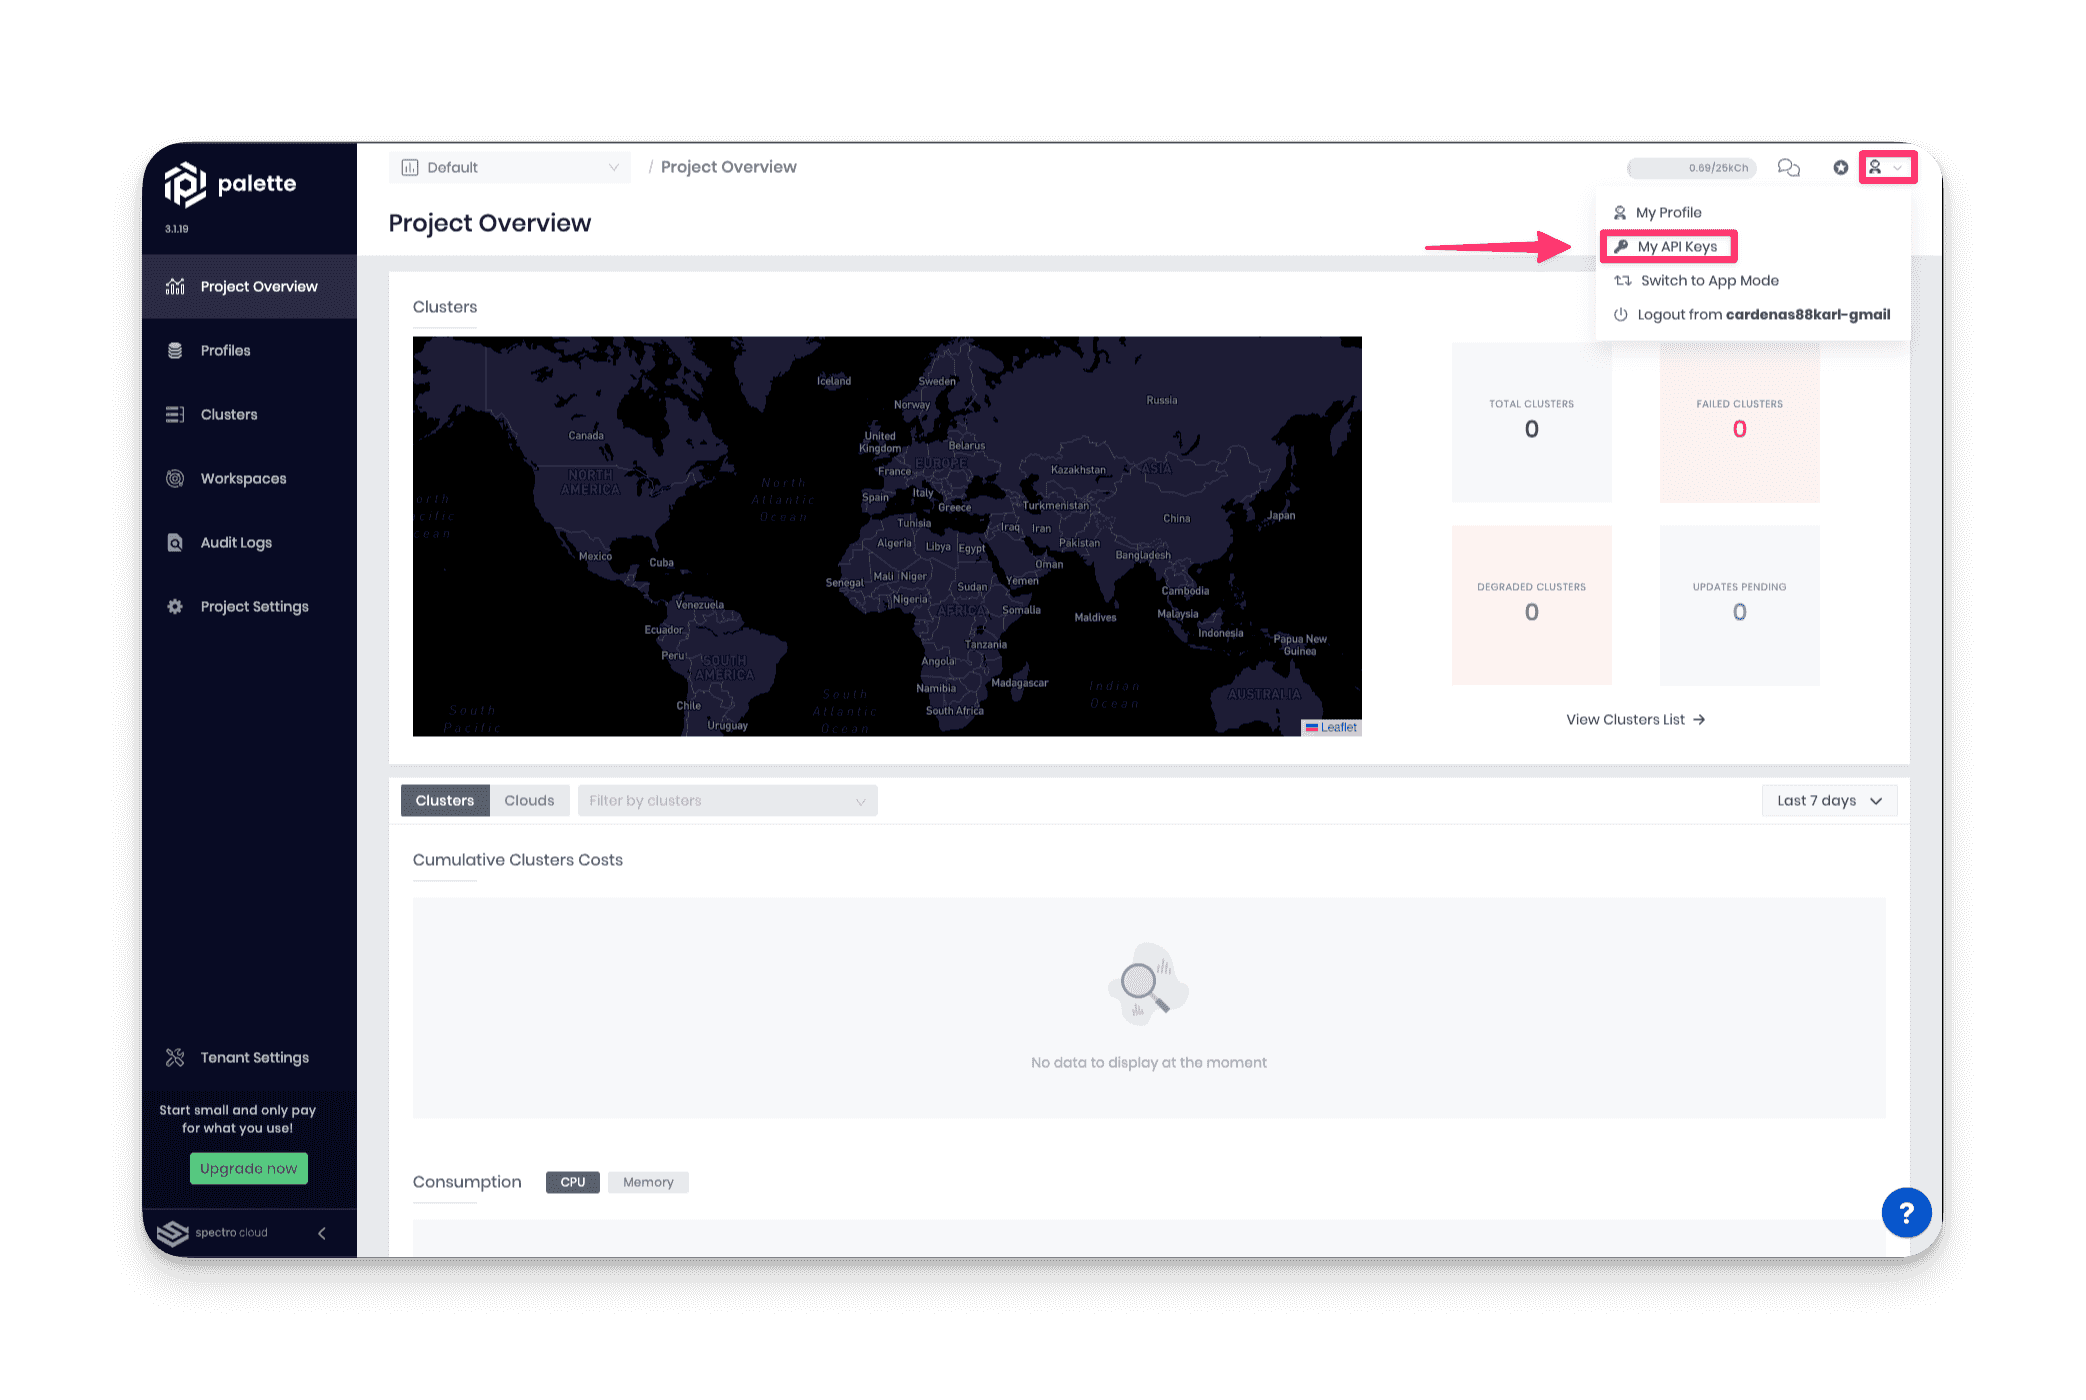 palette
3.1.19
Project Overview
Profiles
Clusters
Workspaces
Audit Logs
Project Settings
Tenant Settings
Start small and only pay
for what you use!
Upgrade now
spectro cloud
Default
/ Project Overview
0.69/25kCh
Project Overview
My Profile
My API Keys
Switch to App Mode
Logout from cardenas88karl-gmail
Clusters
Iceland
Sweden
Norway
Russia
Canada
United
Kingdom
Belarus
France
EUROPE
Kazakhstan
ASIA
NORTH
AMERICA
North
Atlantic
Ocean
orth
cific
ean
Spain
Italy
Greece
Turkmenistan
Tunisia
Iraq
Iran
China
Japan
Algeria
Libya
Egypt
Pakistan
Bangladesh
Mexico
Cuba
Oman
Senegal
Mali
Niger
Sudan
Yemen
Cambodia
Venezuela
Nigeria
AFRICA
Somalia
Maldives
Malaysia
Ecuador
Tanzania
Indonesia
Papua New
Guinea
Peru
SOUTH
AMERICA
Angola
Namibia
Madagascar
Indian
Ocean
AUSTRALIA
South
Pacific
Chile
Uruguay
South
Atlantic
Ocean
South Africa
Leaflet
TOTAL CLUSTERS
0
FAILED CLUSTERS
0
DEGRADED CLUSTERS
0
UPDATES PENDING
0
View Clusters List
Clusters
Clouds
Filter by clusters
Last 7 days
Cumulative Clusters Costs
No data to display at the moment
Consumption
CPU
Memory
?